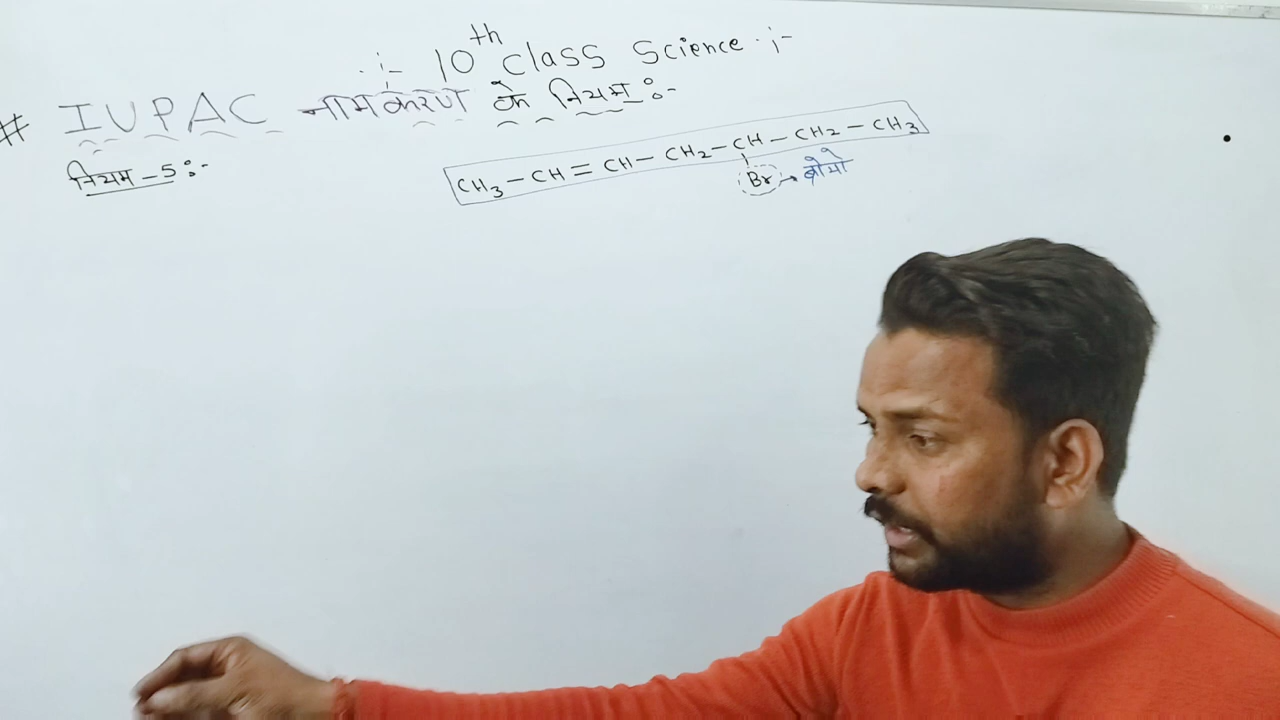 -:- 10th class Science :-
# IUPAC नामकरण के नियम :-
नियम - 5 :-
CH3 - CH = CH - CH2 - CH - CH2 - CH3
Br → ब्रोमो